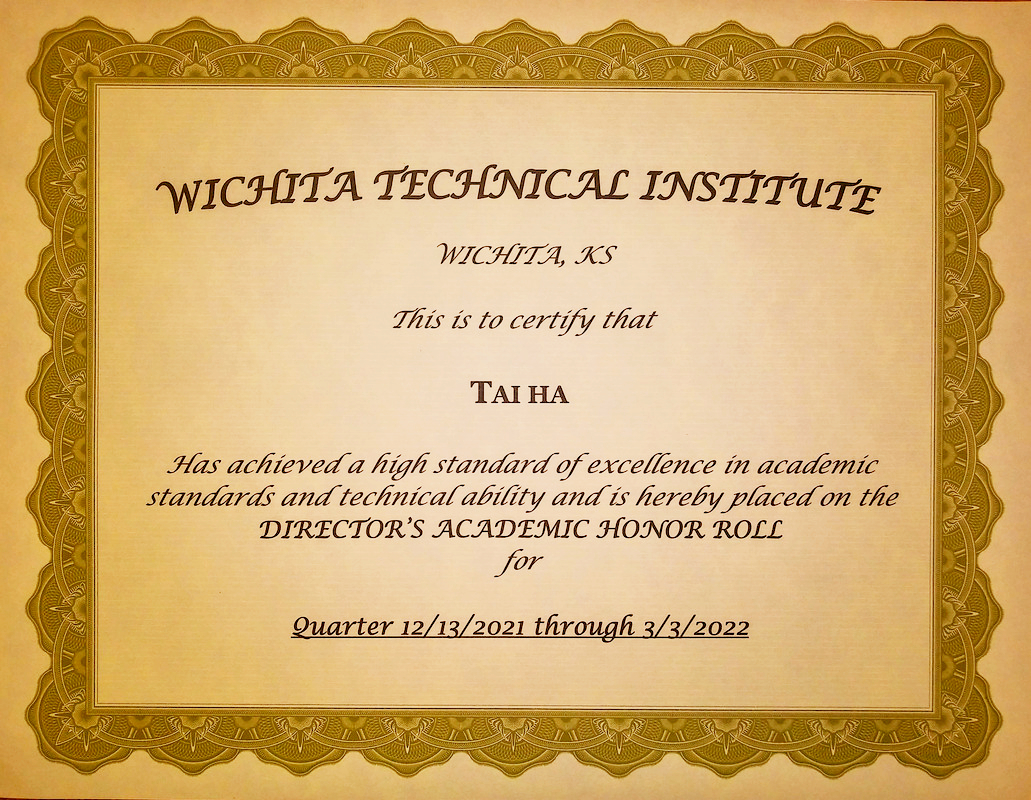 WICHITA TECHNICAL INSTITUTE
WICHITA, KS
This is to certify that
TAI HA
Has achieved a high standard of excellence in academic
standards and technical ability and is hereby placed on the
DIRECTOR'S ACADEMIC HONOR ROLL
for
Quarter 12/13/2021 through 3/3/2022